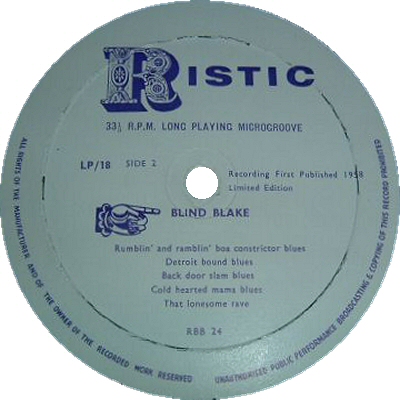 RISTIC
33⅓ R.P.M. LONG PLAYING MICROGROOVE
LP/18 SIDE 2
Recording First Published 1958
Limited Edition
BLIND BLAKE
Rumblin' and ramblin' boa constrictor blues
Detroit bound blues
Back door slam blues
Cold hearted mama blues
That lonesome rave
RBB 24
ALL RIGHTS OF THE MANUFACTURER AND OF THE OWNER OF THE RECORDED WORK RESERVED
UNAUTHORISED PUBLIC PERFORMANCE BROADCASTING & COPYING OF THIS RECORD PROHIBITED